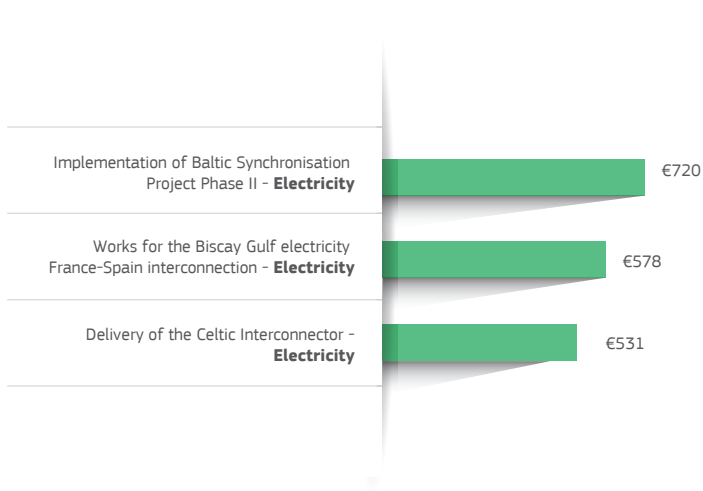 Implementation of Baltic Synchronisation
Project Phase II - Electricity
€720
Works for the Biscay Gulf electricity
France-Spain interconnection - Electricity
€578
Delivery of the Celtic Interconnector -
Electricity
€531